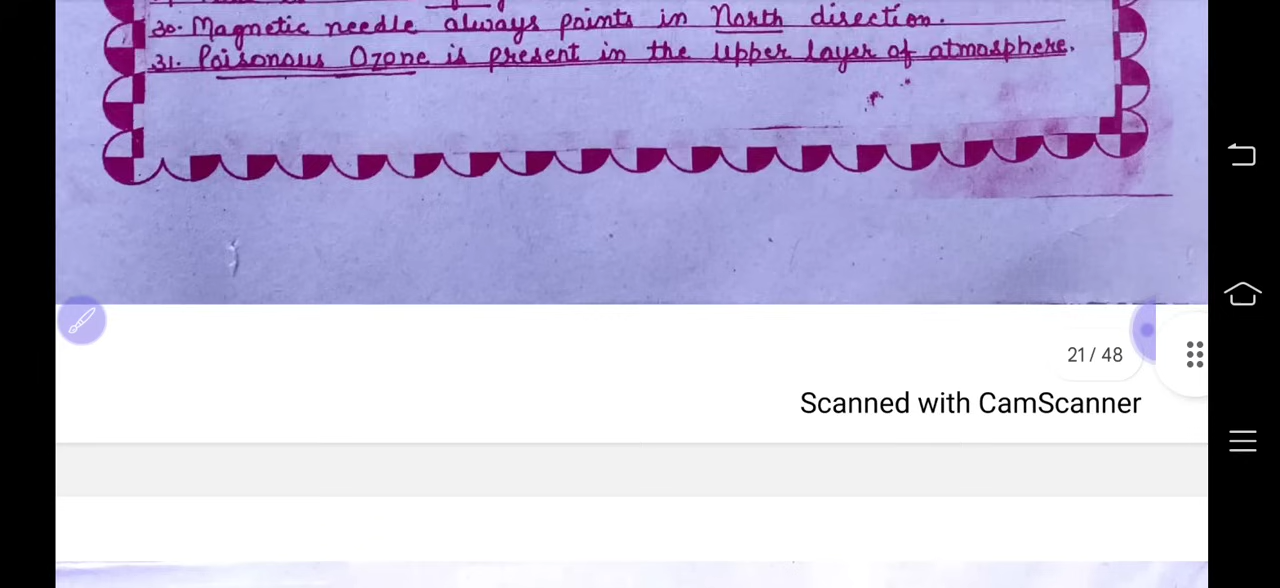 30. Magnetic needle always points in North direction.
31. Poisonous Ozone is present in the Upper layer of atmosphere.
21 / 48
Scanned with CamScanner